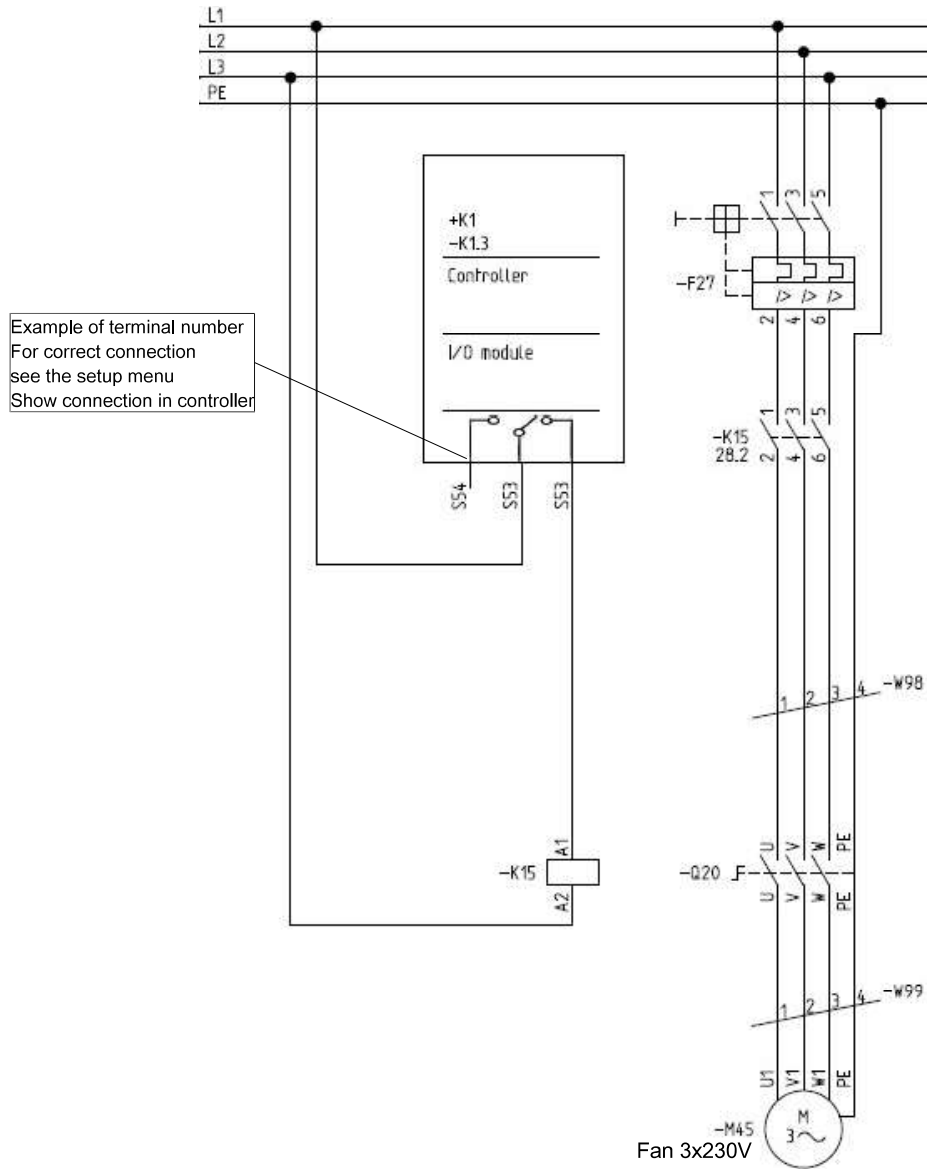 L1
L2
L3
PE
+K1
-K1.3
Controller
I/O module
Example of terminal number
For correct connection
see the setup menu
Show connection in controller
S54
S53
S53
-K15
A1
A2
1 3 5
-F27
I> I> I>
2 4 6
1 3 5
-K15
28.2
2 4 6
1 2 3 4
-W98
U V W PE
-Q20
U V W PE
1 2 3 4
-W99
U1 V1 W1 PE
-M45
M
3~
Fan 3x230V